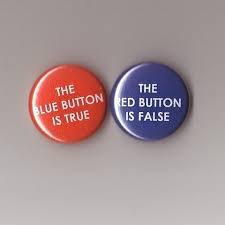 THE
BLUE BUTTON
IS TRUE
THE
RED BUTTON
IS FALSE